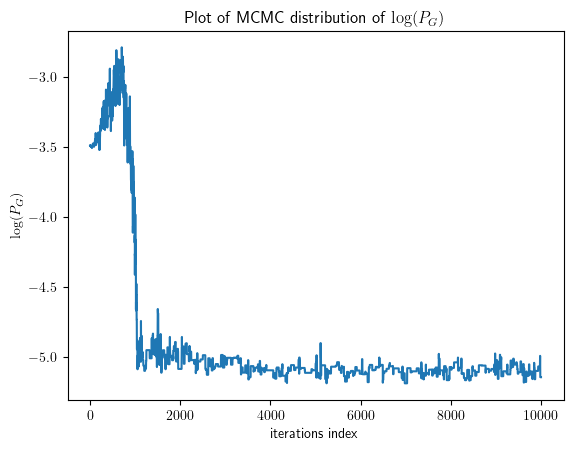 Plot of MCMC distribution of log(P_G)
−3.0
−3.5
−4.0
−4.5
−5.0
log(P_G)
0 2000 4000 6000 8000 10000
iterations index